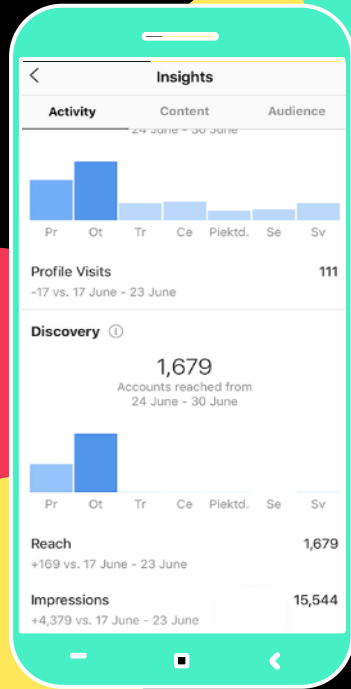 Insights
Activity Content Audience
24 June - 30 June
Pr Ot Tr Ce Piektd. Se Sv
Profile Visits 111
-17 vs. 17 June - 23 June
Discovery
1,679
Accounts reached from
24 June - 30 June
Pr Ot Tr Ce Piektd. Se Sv
Reach 1,679
+169 vs. 17 June - 23 June
Impressions 15,544
+4,379 vs. 17 June - 23 June